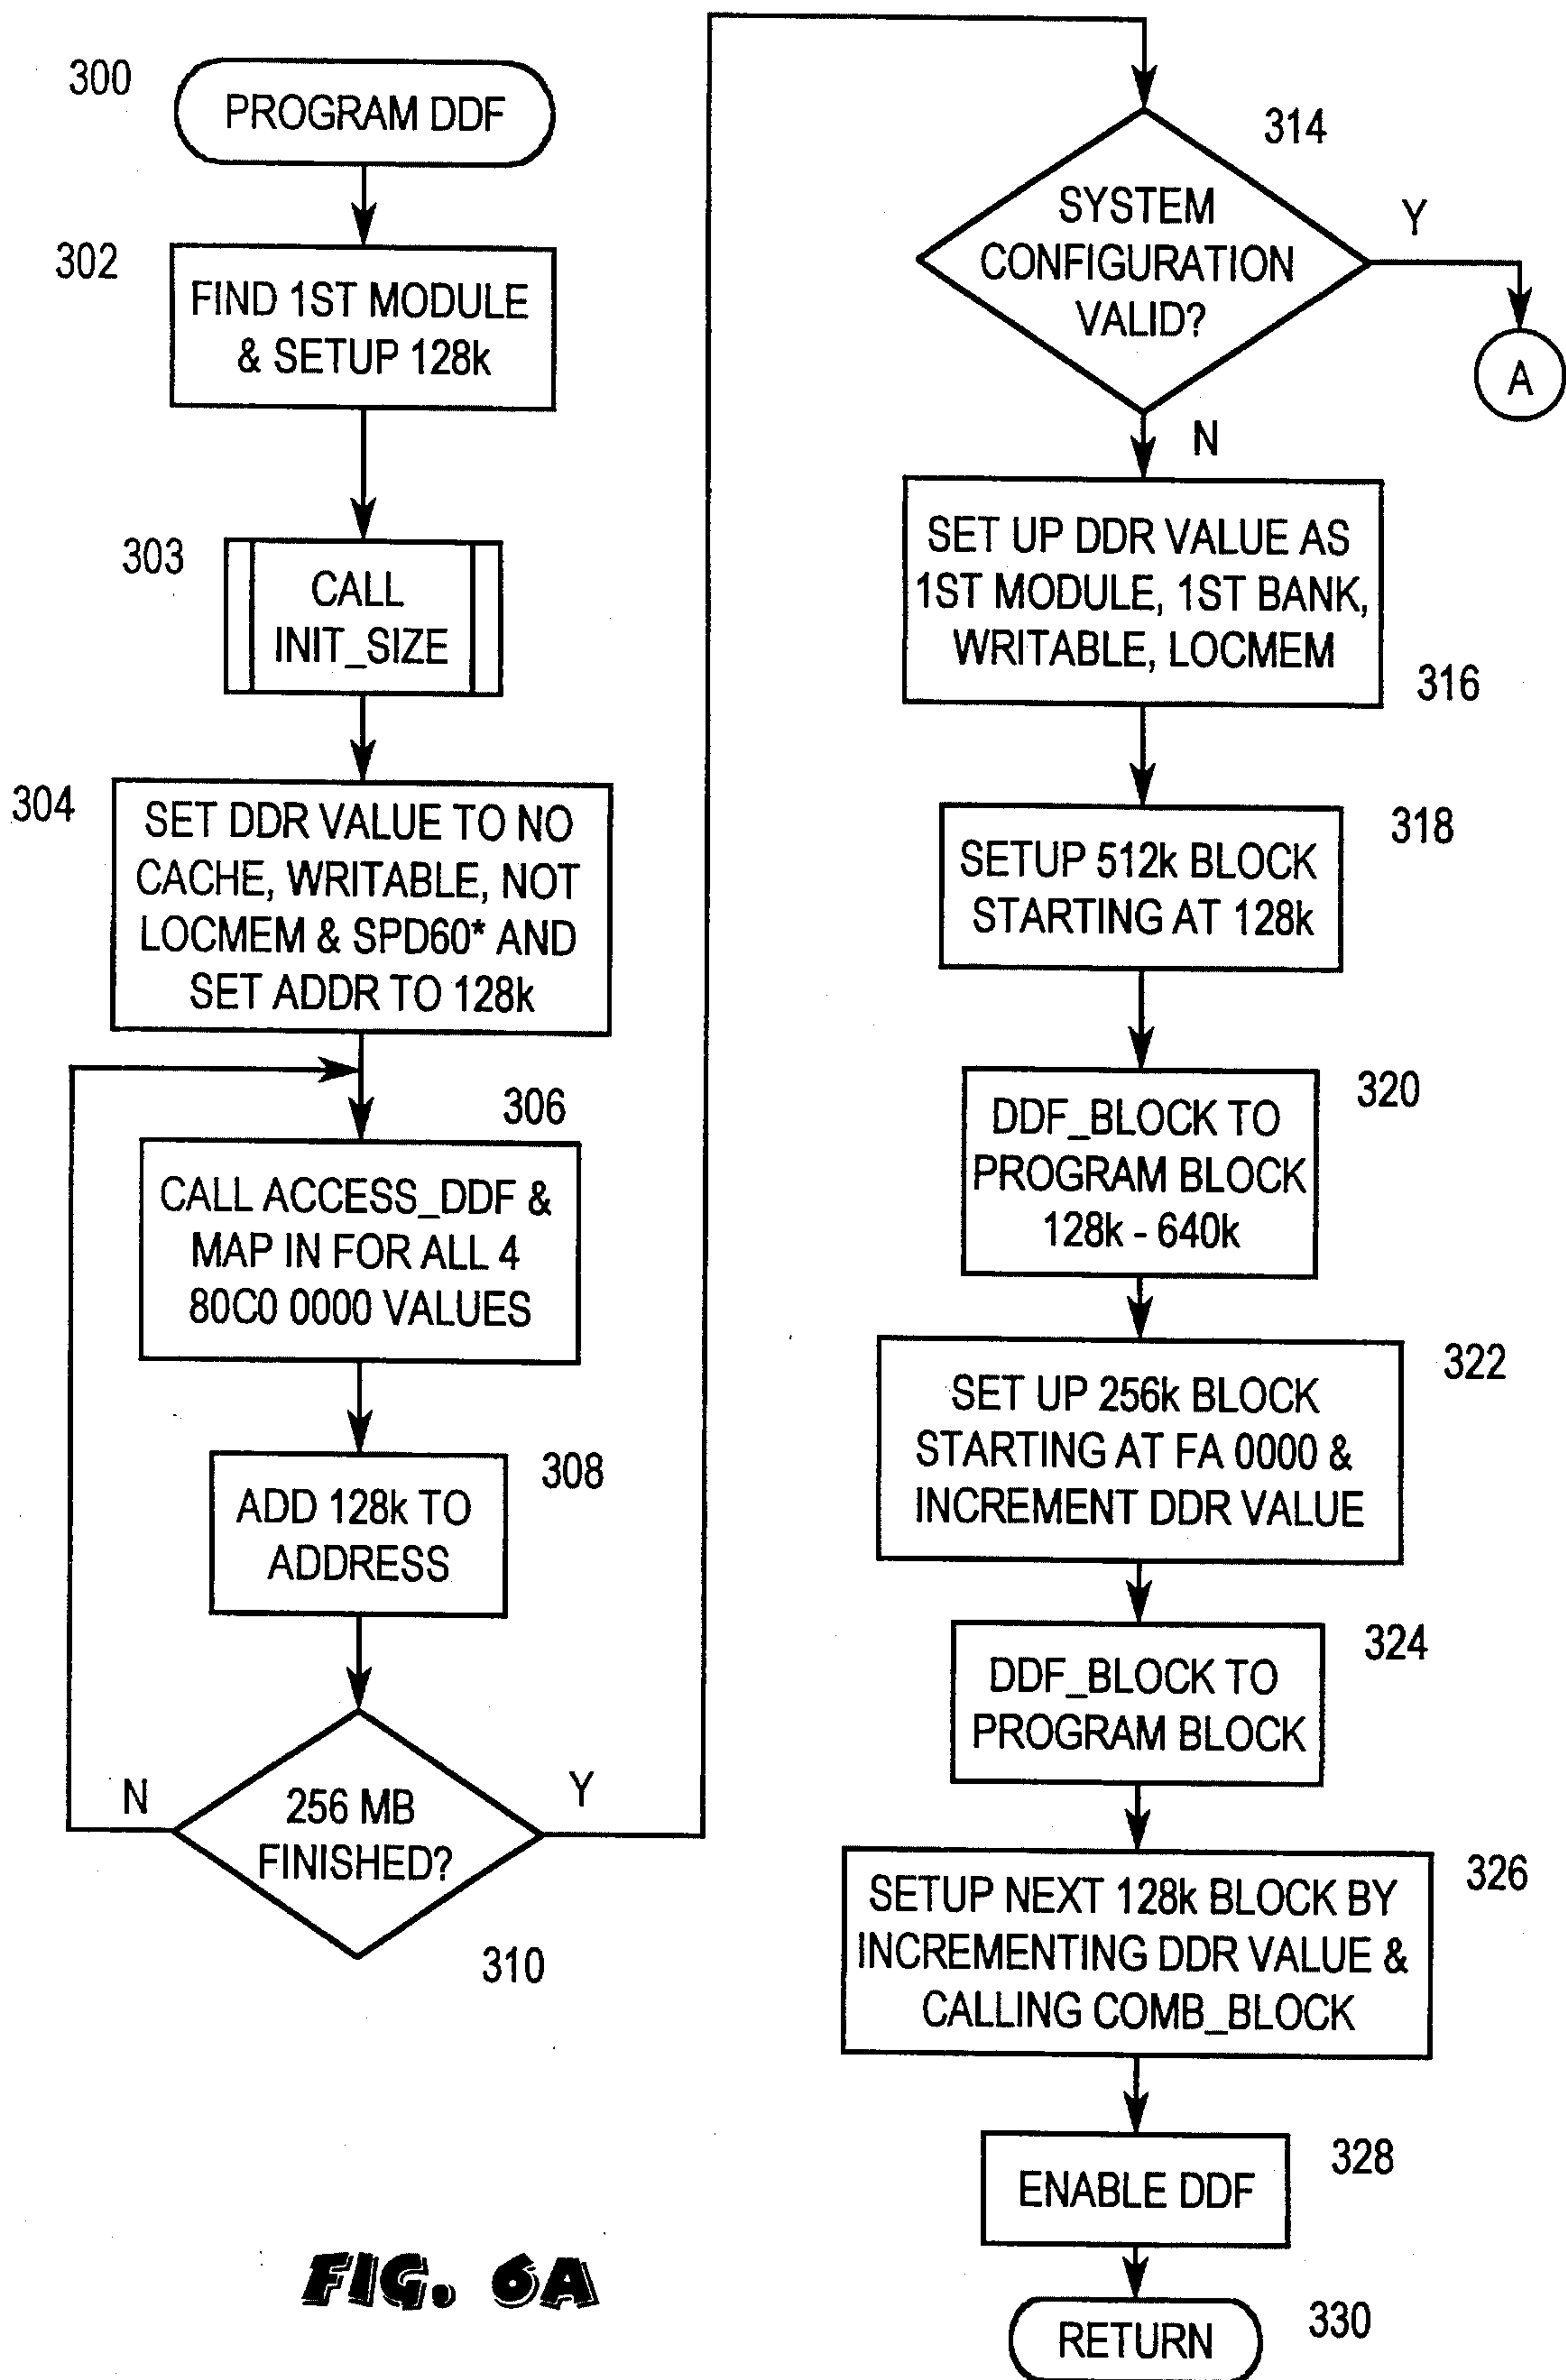 300
PROGRAM DDF
302
FIND 1ST MODULE
& SETUP 128k
303
CALL
INIT_SIZE
304
SET DDR VALUE TO NO
CACHE, WRITABLE, NOT
LOCMEM & SPD60* AND
SET ADDR TO 128k
306
CALL ACCESS_DDF &
MAP IN FOR ALL 4
80C0 0000 VALUES
308
ADD 128k TO
ADDRESS
N
256 MB
FINISHED?
Y
310
314
SYSTEM
CONFIGURATION
VALID?
Y
A
N
SET UP DDR VALUE AS
1ST MODULE, 1ST BANK,
WRITABLE, LOCMEM
316
318
SETUP 512k BLOCK
STARTING AT 128k
320
DDF_BLOCK TO
PROGRAM BLOCK
128k - 640k
322
SET UP 256k BLOCK
STARTING AT FA 0000 &
INCREMENT DDR VALUE
324
DDF_BLOCK TO
PROGRAM BLOCK
326
SETUP NEXT 128k BLOCK BY
INCREMENTING DDR VALUE &
CALLING COMB_BLOCK
328
ENABLE DDF
330
RETURN
FIG. 6A